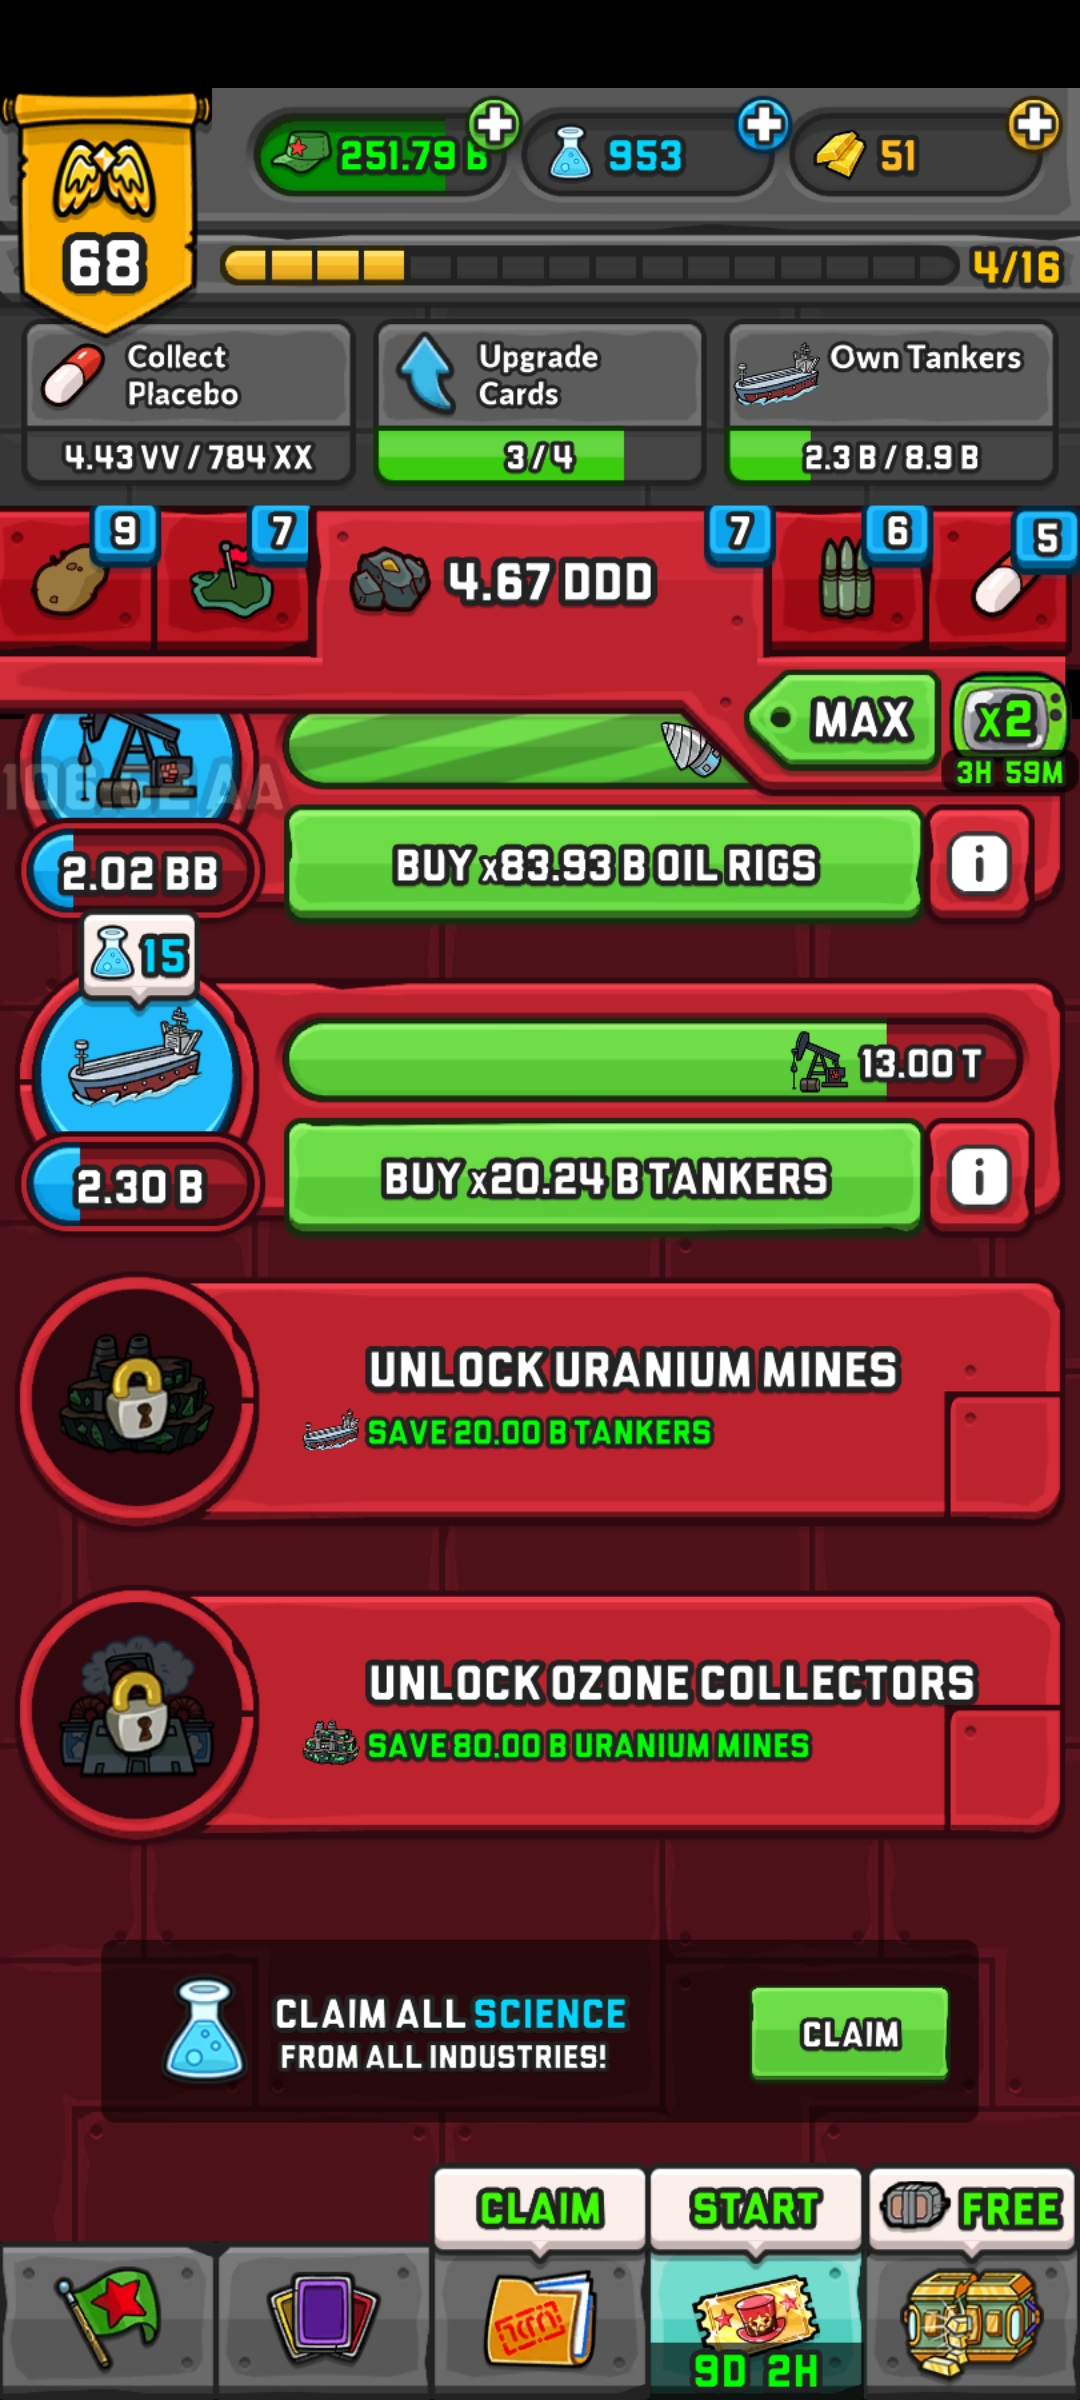 251.79 B
953
51
68
4/16
Collect
Placebo
Upgrade
Cards
Own Tankers
4.43 VV / 784 XX
3 / 4
2.3 B / 8.9 B
9
7
4.67 DDD
7
6
5
MAX
x2
3H 59M
106.52 AA
2.02 BB
BUY x83.93 B OIL RIGS
i
15
13.00 T
2.30 B
BUY x20.24 B TANKERS
i
UNLOCK URANIUM MINES
SAVE 20.00 B TANKERS
UNLOCK OZONE COLLECTORS
SAVE 80.00 B URANIUM MINES
CLAIM ALL SCIENCE
FROM ALL INDUSTRIES!
CLAIM
CLAIM
START
FREE
9D 2H